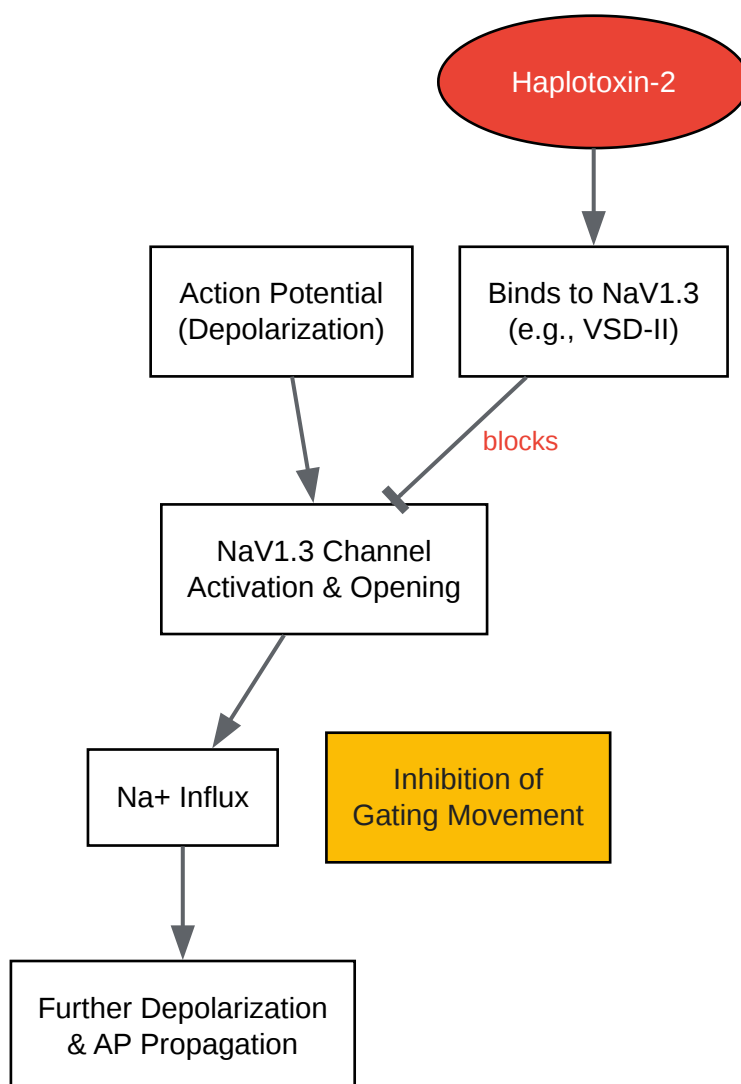 Haplotoxin-2
Action Potential
(Depolarization)
Binds to NaV1.3
(e.g., VSD-II)
blocks
NaV1.3 Channel
Activation & Opening
Na+ Influx
Inhibition of
Gating Movement
Further Depolarization
& AP Propagation